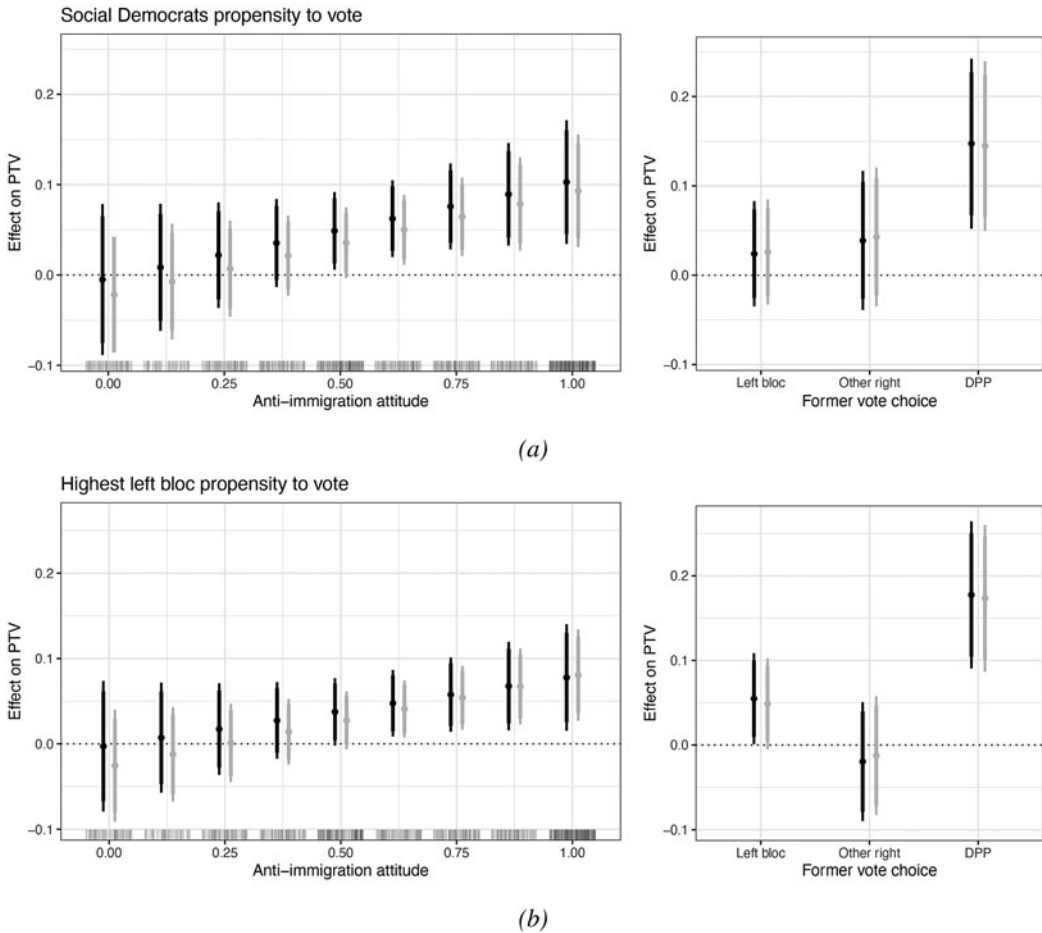 Social Democrats propensity to vote
Effect on PTV
0.2
0.1
0.0
−0.1
0.00 0.25 0.50 0.75 1.00
Anti−immigration attitude
Effect on PTV
0.2
0.1
0.0
−0.1
Left bloc Other right DPP
Former vote choice
(a)
Highest left bloc propensity to vote
Effect on PTV
0.2
0.1
0.0
−0.1
0.00 0.25 0.50 0.75 1.00
Anti−immigration attitude
Effect on PTV
0.2
0.1
0.0
−0.1
Left bloc Other right DPP
Former vote choice
(b)